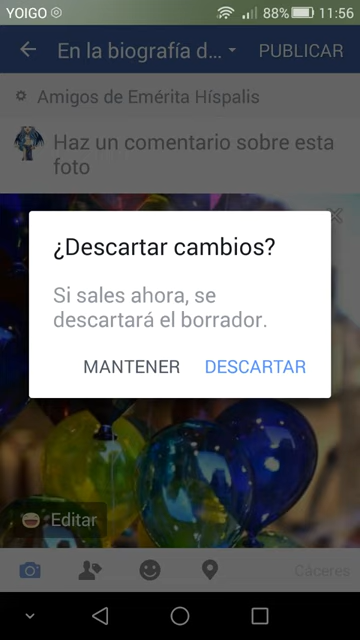 YOIGO 88% 11:56
En la biografía d... PUBLICAR
Amigos de Emérita Híspalis
Haz un comentario sobre esta
foto
¿Descartar cambios?
Si sales ahora, se
descartará el borrador.
MANTENER DESCARTAR
Editar
Cáceres